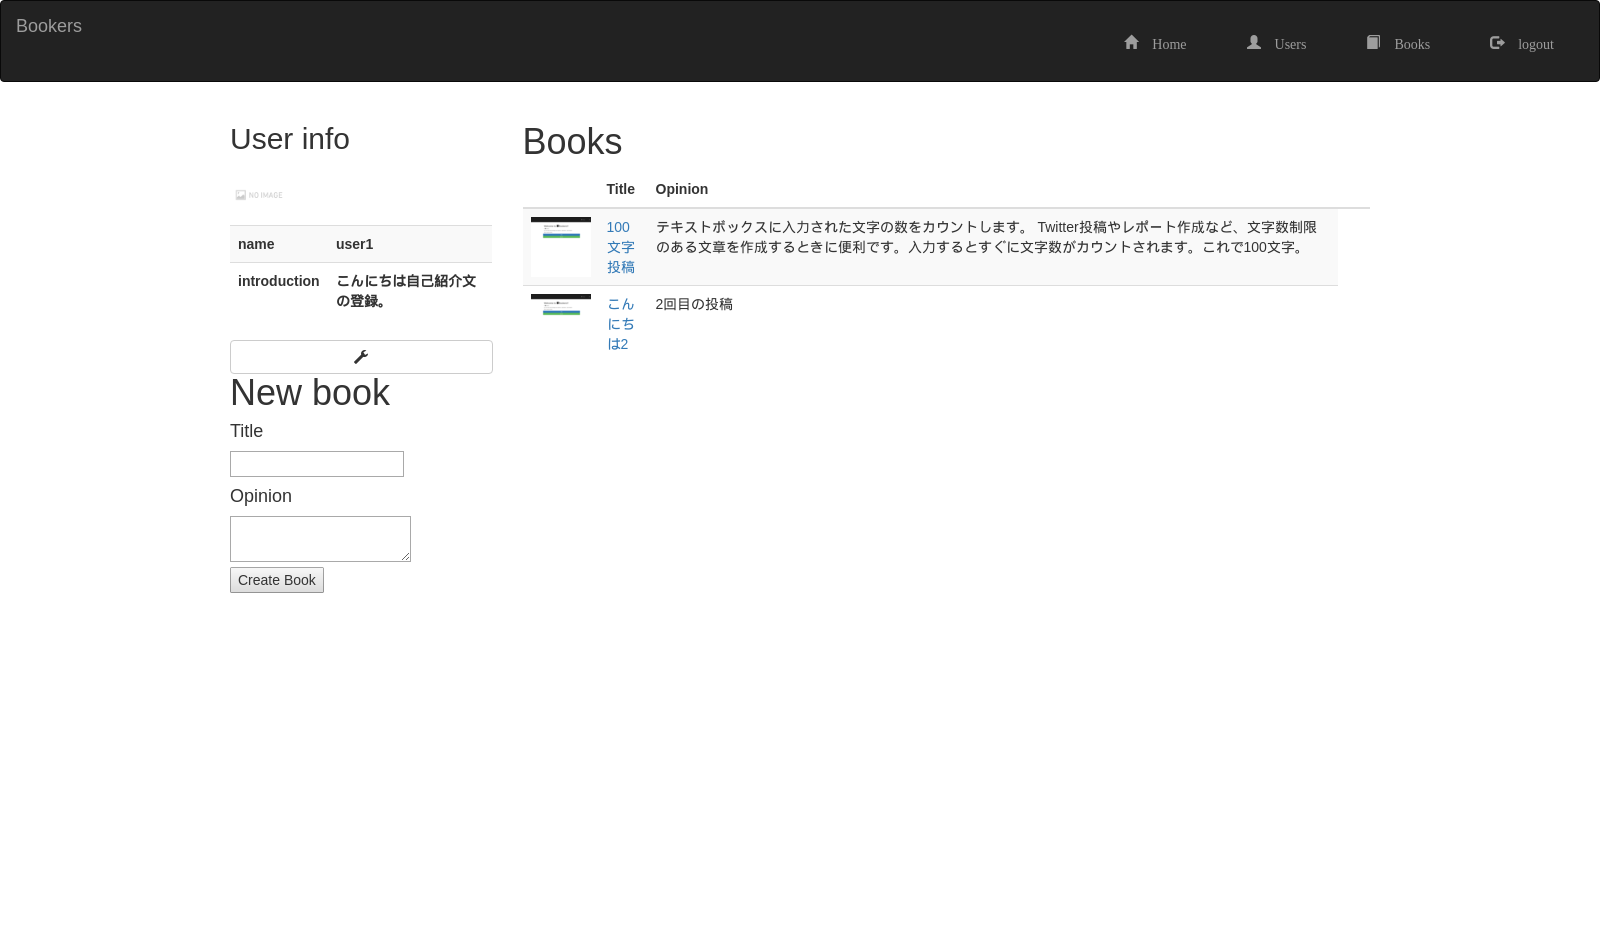 Bookers
Home
Users
Books
logout
User info
NO IMAGE
name user1
introduction こんにちは自己紹介文
の登録。
New book
Title
Opinion
Create Book
Books
Title Opinion
100
文字
投稿
テキストボックスに入力された文字の数をカウントします。 Twitter投稿やレポート作成など、文字数制限
のある文章を作成するときに便利です。入力するとすぐに文字数がカウントされます。これで100文字。
こん
にち
は2
2回目の投稿